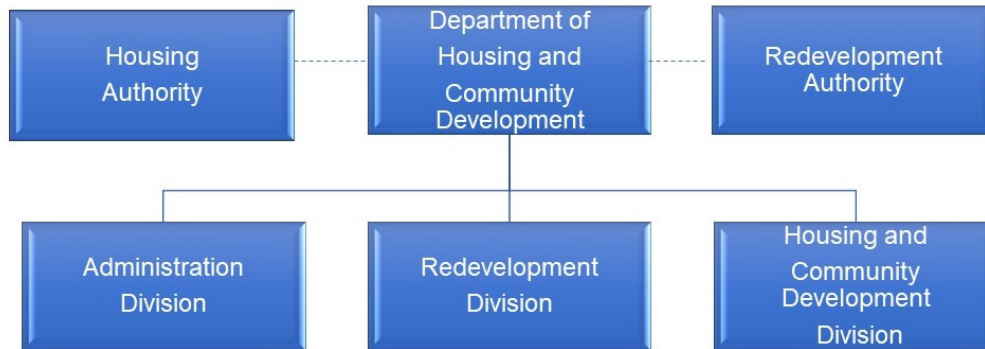 Housing
Authority
Department of
Housing and
Community
Development
Redevelopment
Authority
Administration
Division
Redevelopment
Division
Housing and
Community
Development
Division